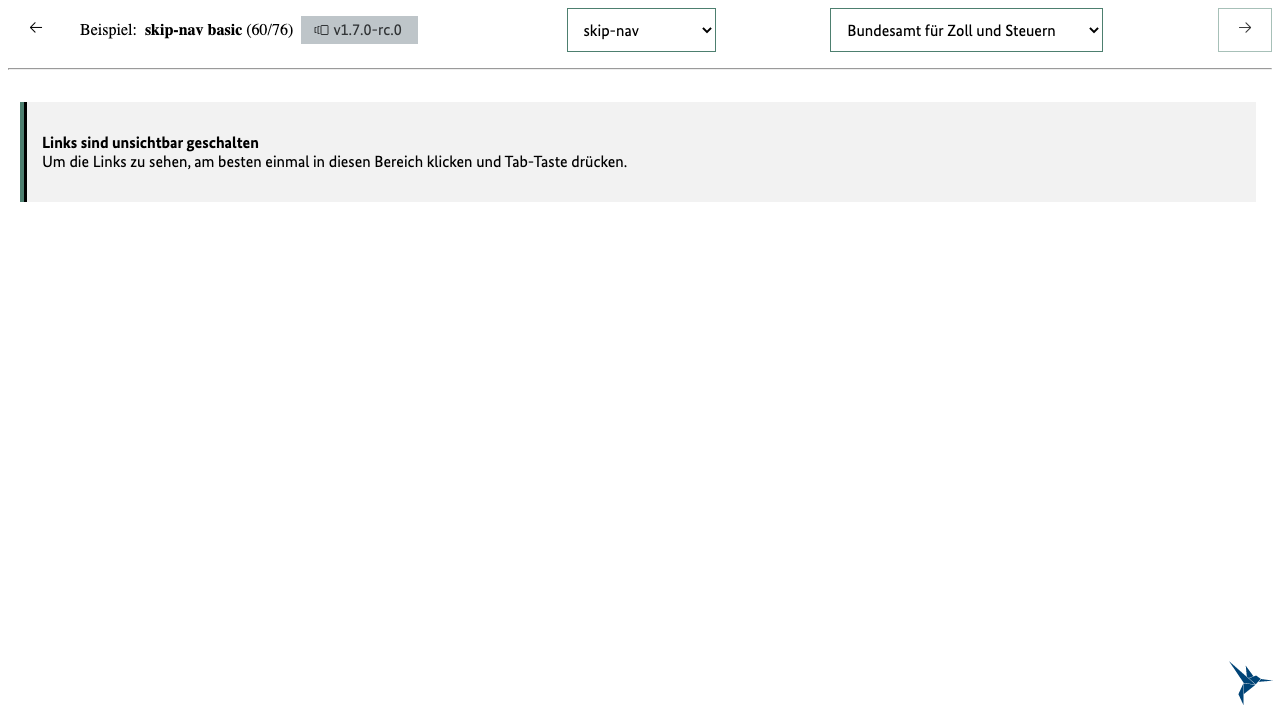 Beispiel: skip-nav basic (60/76) v1.7.0-rc.0 skip-nav Bundesamt für Zoll und Steuern
Links sind unsichtbar geschalten
Um die Links zu sehen, am besten einmal in diesen Bereich klicken und Tab-Taste drücken.